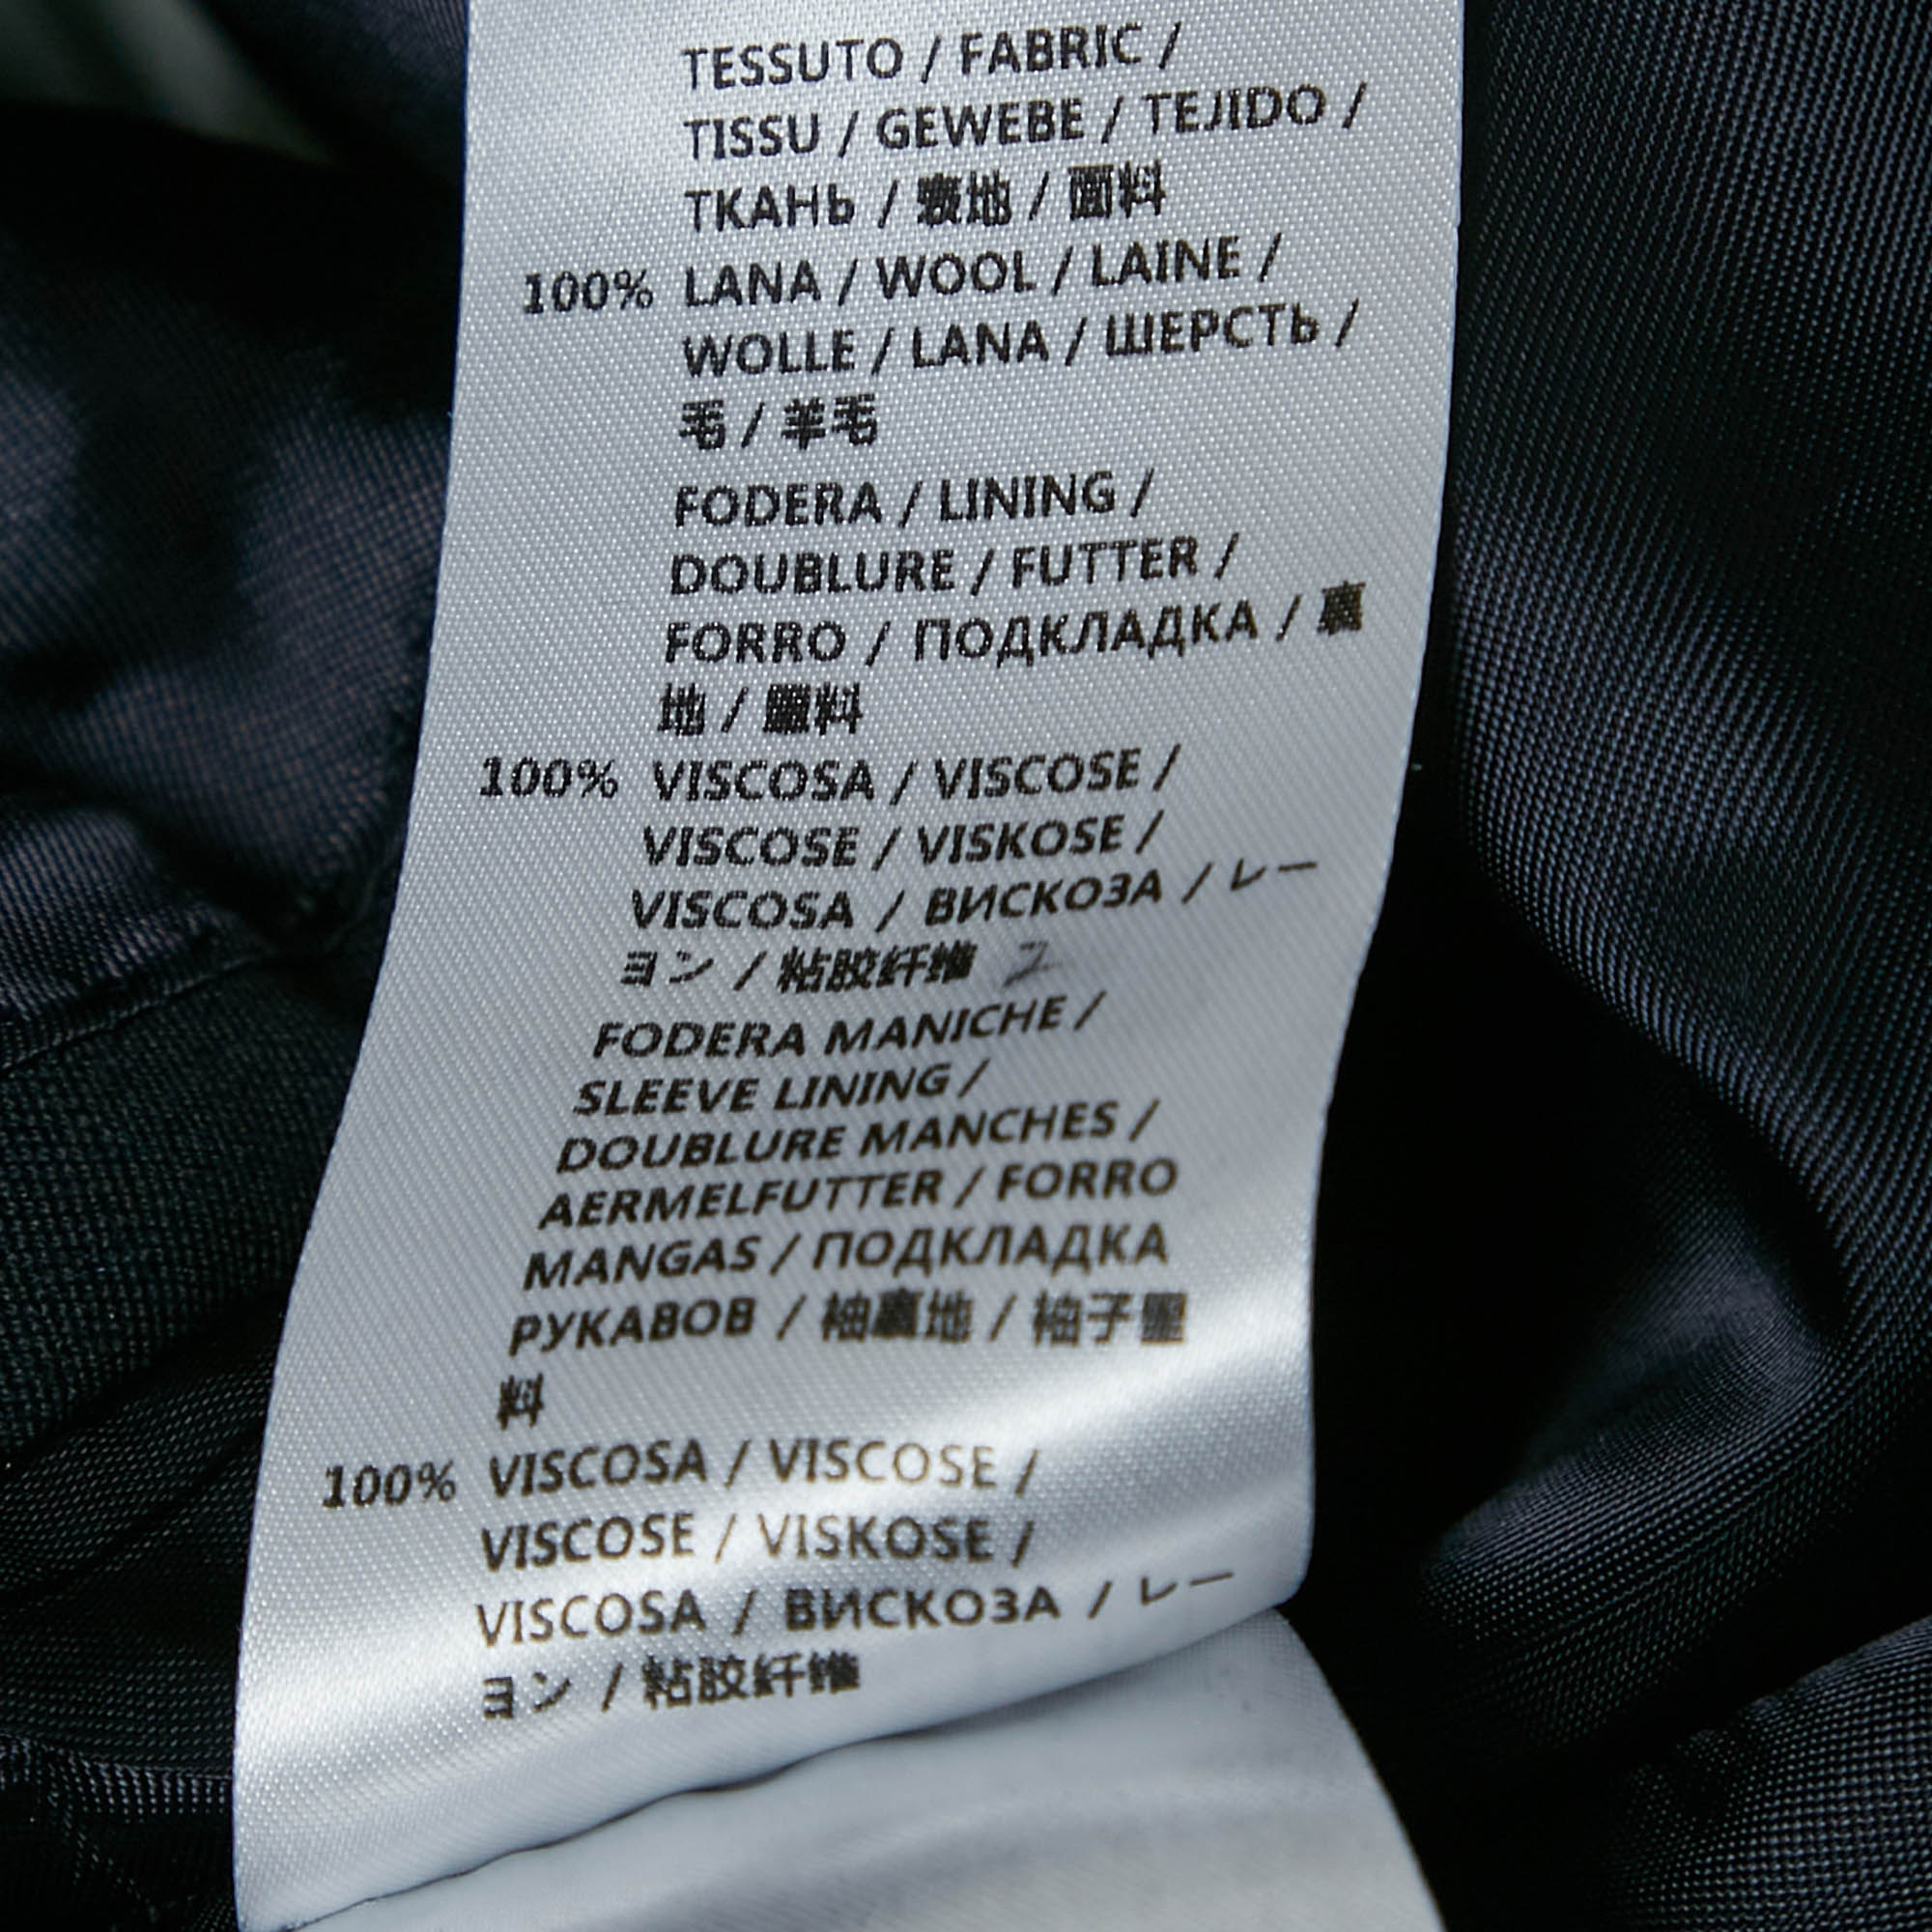 TESSUTO / FABRIC /
TISSU / GEWEBE / TEJIDO /
ТКАНЬ / 表地 / 面料
100% LANA / WOOL / LAINE /
WOLLE / LANA / ШЕРСТЬ /
毛 / 羊毛
FODERA / LINING /
DOUBLURE / FUTTER /
FORRO / ПОДКЛАДКА / 裏
地 / 料
100% VISCOSA / VISCOSE /
VISCOSE / VISKOSE /
VISCOSA / ВИСКОЗА / レー
ヨン / 粘胶纤维 2
FODERA MANICHE /
SLEEVE LINING /
DOUBLURE MANCHES /
AERMELFUTTER / FORRO
MANGAS / ПОДКЛАДКА
РУКАВОВ / 袖裏地 / 袖子里
料
100% VISCOSA / VISCOSE /
VISCOSE / VISKOSE /
VISCOSA / ВИСКОЗА / レー
ヨン / 粘胶纤维